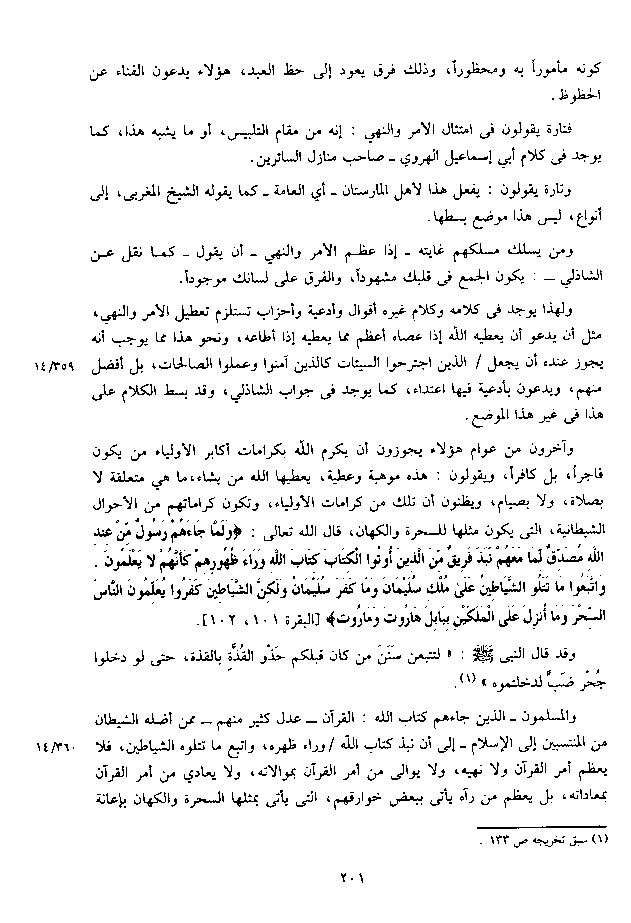 كونه مأموراً به ومحظوراً، وذلك فرق يعود إلى حظ العبد، هؤلاء يدعون الفناء عن
الحظوظ.
فتارة يقولون فى امتثال الأمر والنهي : إنه من مقام التلبيس، أو ما يشبه هذا، كما
يوجد فى كلام أبي إسماعيل الهروي ـ صاحب منازل السائرين.
وتارة يقولون : يفعل هذا لأهل المارستان ـ أي العامة ـ كما يقوله الشيخ المغربى، إلى
أنواع، ليس هذا موضع بسطها.
ومن يسلك مسلكهم غايته ـ إذا عظم الأمر والنهي ـ أن يقول ـ كما نقل عن
الشاذلي ـ : يكون الجمع فى قلبك مشهوداً، والفرق على لسانك موجوداً.
ولهذا يوجد فى كلامه وكلام غيره أقوال وأدعية وأحزاب تستلزم تعطيل الأمر والنهي،
مثل أن يدعو أن يعطيه الله إذا عصاه أعظم مما يعطيه إذا أطاعه، ونحو هذا مما يوجب أنه
يجوز عنده أن يجعل / الذين اجترحوا السيئات كالذين آمنوا وعملوا الصالحات، بل أفضل ١٤/٣٥٩
منهم، ويدعون بأدعية فيها اعتداء، كما يوجد فى جواب الشاذلي، وقد بسط الكلام على
هذا فى غير هذا الموضع.
وآخرون من عوام هؤلاء يجوزون أن يكرم الله بكرامات أكابر الأولياء من يكون
فاجراً، بل كافراً، ويقولون : هذه موهبة وعطية، يعطيها الله من يشاء، ما هي متعلقة لا
بصلاة، ولا بصيام، ويظنون أن تلك من كرامات الأولياء، وتكون كراماتهم من الأحوال
الشيطانية، التى يكون مثلها للسحرة والكهان، قال الله تعالى : ﴿وَلَمَّا جَاءَهُمْ رَسُولٌ مِّنْ عِندِ
اللَّهِ مُصَدِّقٌ لِّمَا مَعَهُمْ نَبَذَ فَرِيقٌ مِّنَ الَّذِينَ أُوتُوا الْكِتَابَ كِتَابَ اللَّهِ وَرَاءَ ظُهُورِهِمْ كَأَنَّهُمْ لا يَعْلَمُونَ .
وَاتَّبَعُوا مَا تَتْلُو الشَّيَاطِينُ عَلَىٰ مُلْكِ سُلَيْمَانَ وَمَا كَفَرَ سُلَيْمَانُ وَلَكِنَّ الشَّيَاطِينَ كَفَرُوا يُعَلِّمُونَ النَّاسَ
السِّحْرَ وَمَا أُنزِلَ عَلَى الْمَلَكَيْنِ بِبَابِلَ هَارُوتَ وَمَارُوتَ﴾ [البقرة ١٠١، ١٠٢].
وقد قال النبى ﷺ : « لتتبعن سَنَنَ من كان قبلكم حَذْو القُذَّةِ بالقذة، حتى لو دخلوا
جُحْر ضَبٍّ لدخلتموه » (١).
والمسلمون ـ الذين جاءهم كتاب الله : القرآن ـ عدل كثير منهم ـ ممن أضله الشيطان
من المنتسبين إلى الإسلام ـ إلى أن نبذ كتاب الله / وراء ظهره، واتبع ما تتلوه الشياطين، فلا ١٤/٣٦٠
يعظم أمر القرآن ولا نهيه، ولا يوالى من أمر القرآن بموالاته، ولا يعادي من أمر القرآن
بمعاداته، بل يعظم من رآه يأتى ببعض خوارقهم، التى يأتى بمثلها السحرة والكهان بإعانة
(١) سبق تخريجه ص ١٣٣ .
٢٠١